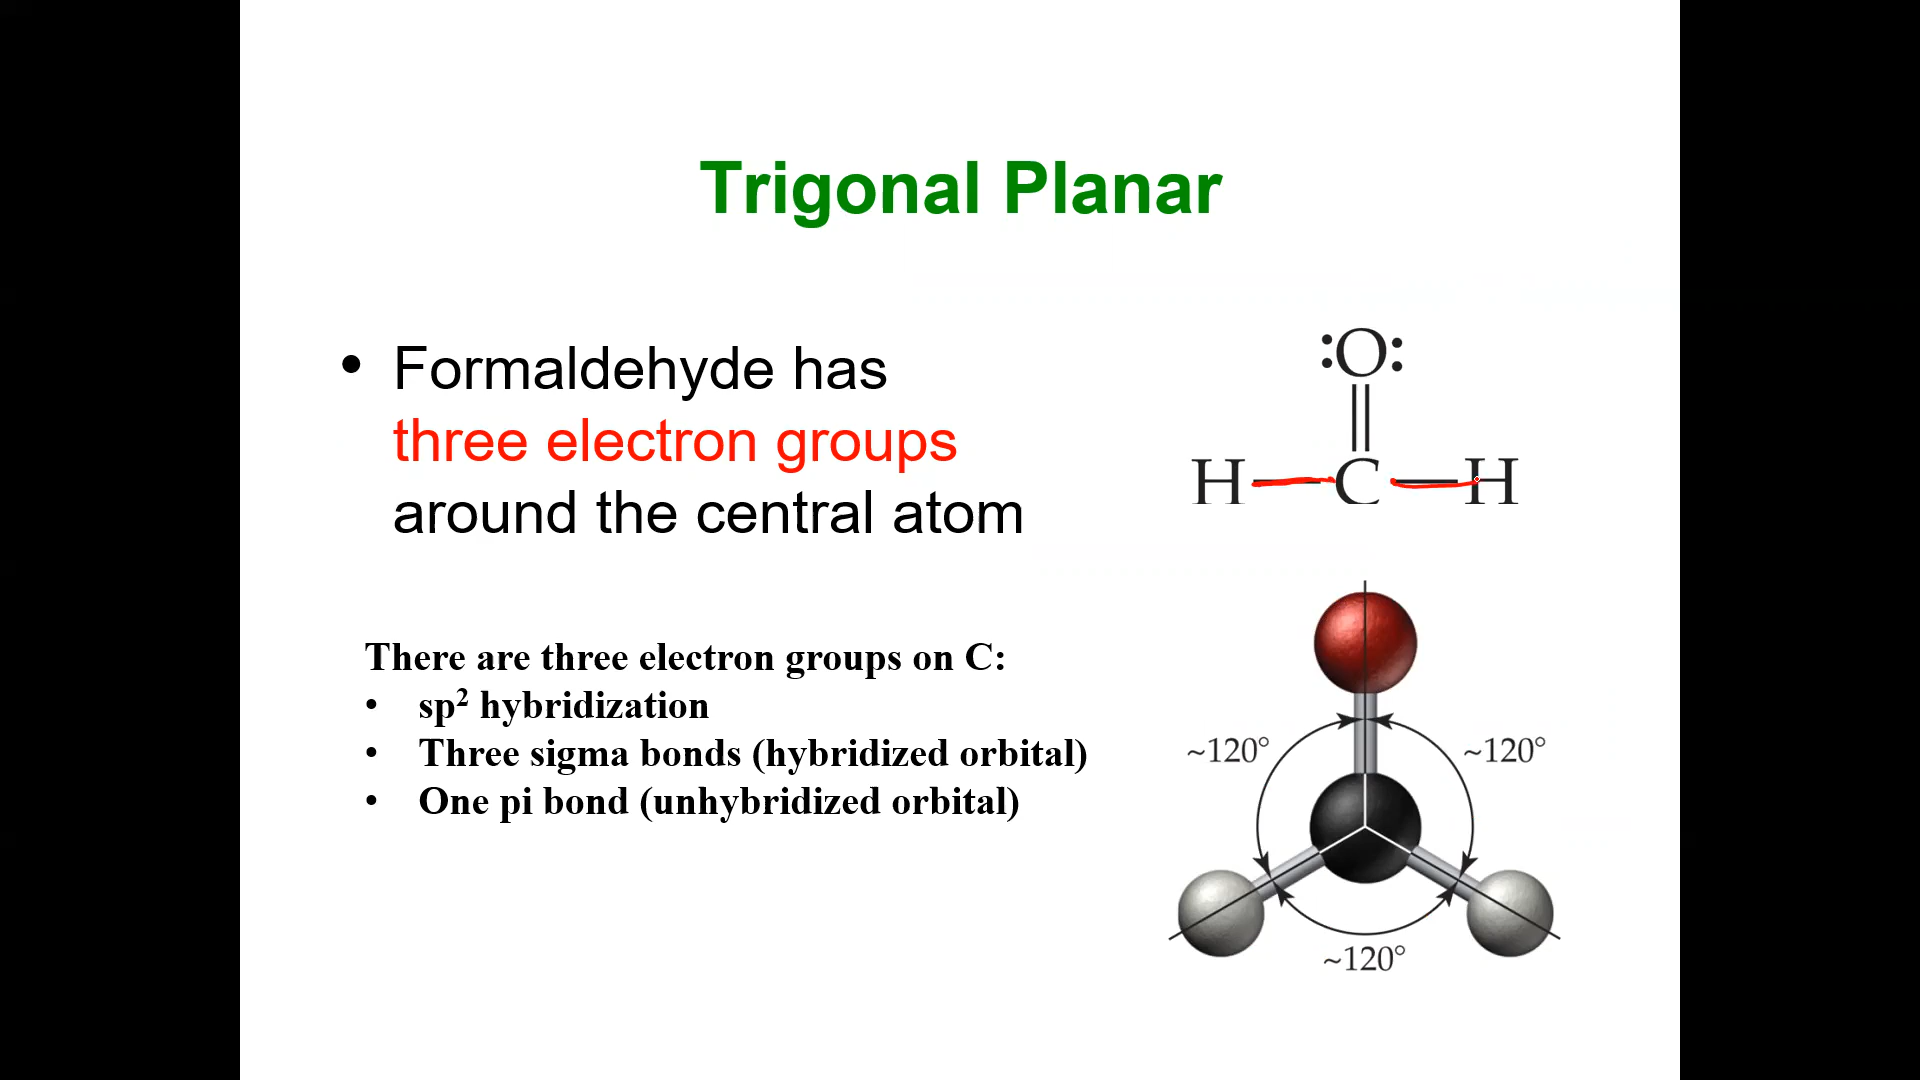 Trigonal Planar
• Formaldehyde has
three electron groups
around the central atom
:O:
H—C—H
There are three electron groups on C:
• sp² hybridization
• Three sigma bonds (hybridized orbital)
• One pi bond (unhybridized orbital)
~120° ~120°
~120°